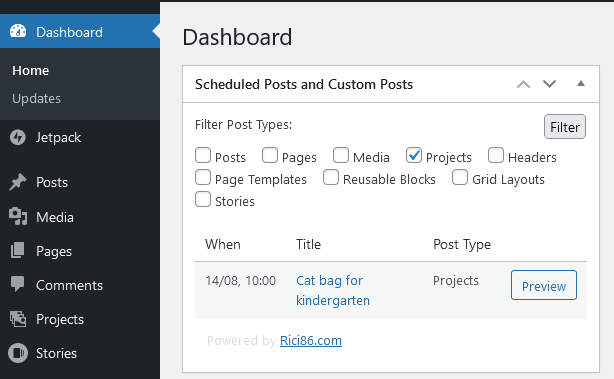 Dashboard
Home
Updates
Jetpack
Posts
Media
Pages
Comments
Projects
Stories
Dashboard
Scheduled Posts and Custom Posts
Filter Post Types:
Filter
Posts Pages Media Projects Headers
Page Templates Reusable Blocks Grid Layouts
Stories
When Title Post Type
14/08, 10:00 Cat bag for Projects Preview
kindergarten
Powered by Rici86.com